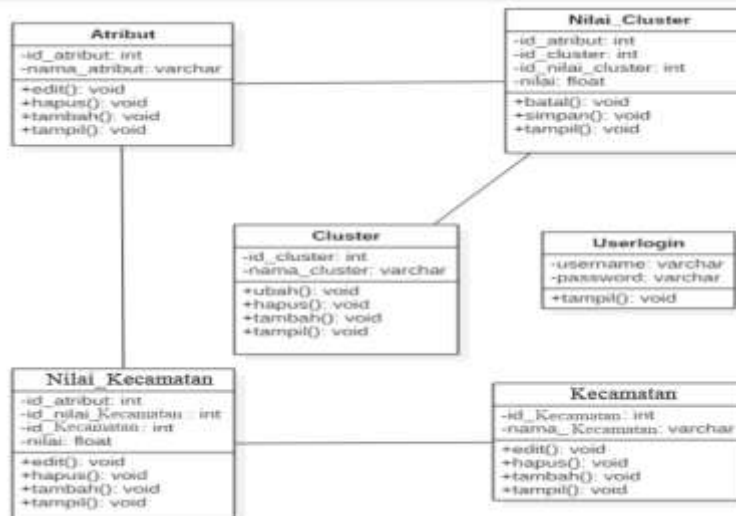 Atribut
-id_atribut: int
-nama_atribut: varchar
+edit(): void
+hapus(): void
+tambah(): void
+tampil(): void
Nilai_Cluster
-id_atribut: int
-id_cluster: int
-id_nilai_cluster: int
-nilai: float
+batal(): void
+simpan(): void
+tampil(): void
Cluster
-id_cluster: int
-nama_cluster: varchar
+ubah(): void
+hapus(): void
+tambah(): void
+tampil(): void
Userlogin
-username: varchar
-password: varchar
+tampil(): void
Nilai_Kecamatan
-id_atribut: int
-id_nilai_Kecamatan : int
-id_Kecamatan: int
-nilai: float
+edit(): void
+hapus(): void
+tambah(): void
+tampil(): void
Kecamatan
-id_Kecamatan: int
-nama_Kecamatan: varchar
+edit(): void
+hapus(): void
+tambah(): void
+tampil(): void